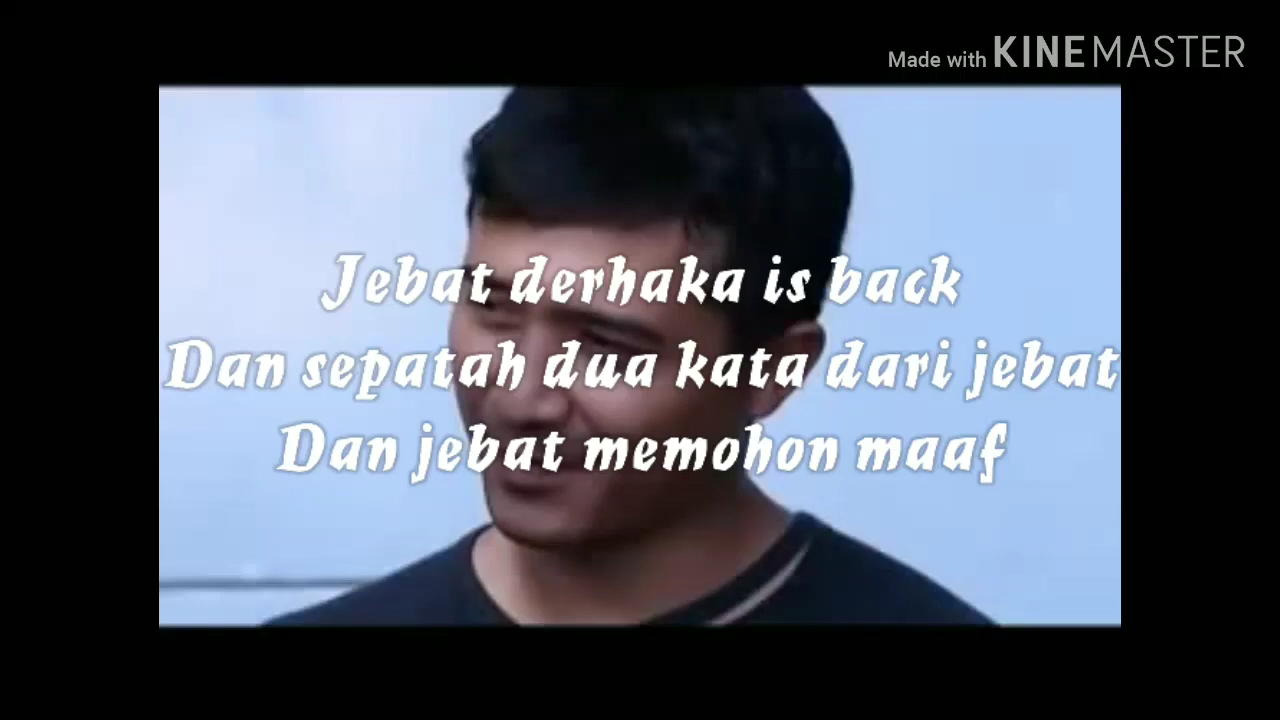 Made with KINEMASTER
Jebat derhaka is back
Dan sepatah dua kata dari jebat
Dan jebat memohon maaf